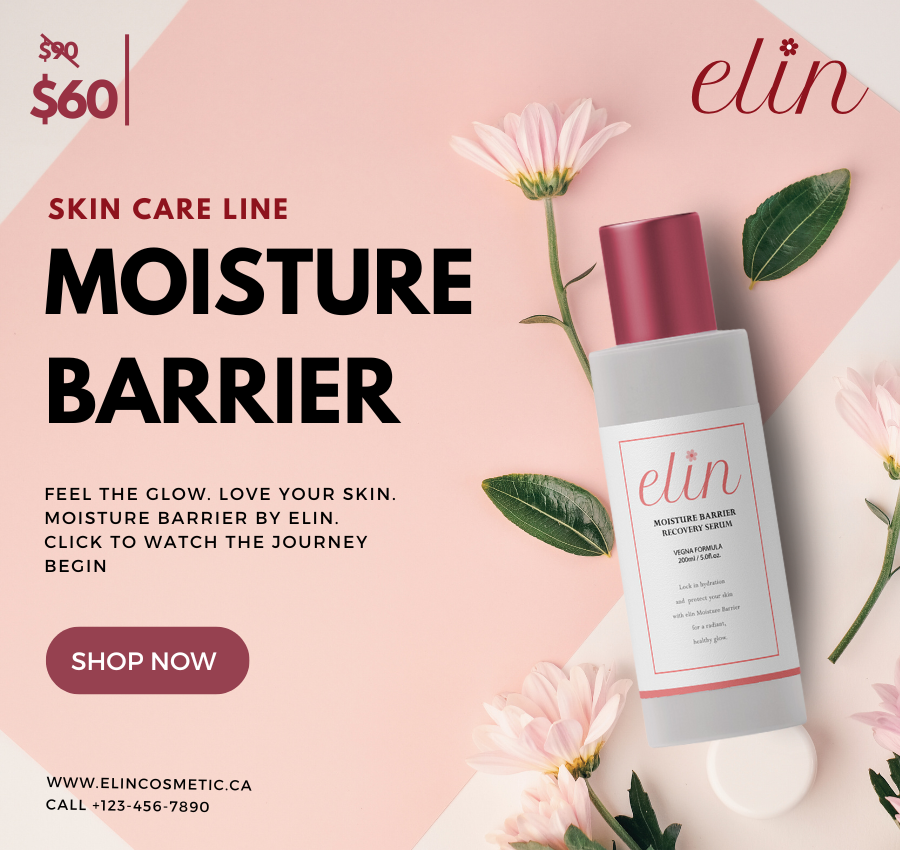 $90
$60
elin
SKIN CARE LINE
MOISTURE
BARRIER
FEEL THE GLOW. LOVE YOUR SKIN.
MOISTURE BARRIER BY ELIN.
CLICK TO WATCH THE JOURNEY
BEGIN
SHOP NOW
WWW.ELINCOSMETIC.CA
CALL +123-456-7890
elin
MOISTURE BARRIER
RECOVERY SERUM
VEGNA FORMULA
200ml / 5.0fl.oz.
Lock in hydration
and protect your skin
with elin Moisture Barrier
for a radiant,
healthy glow.